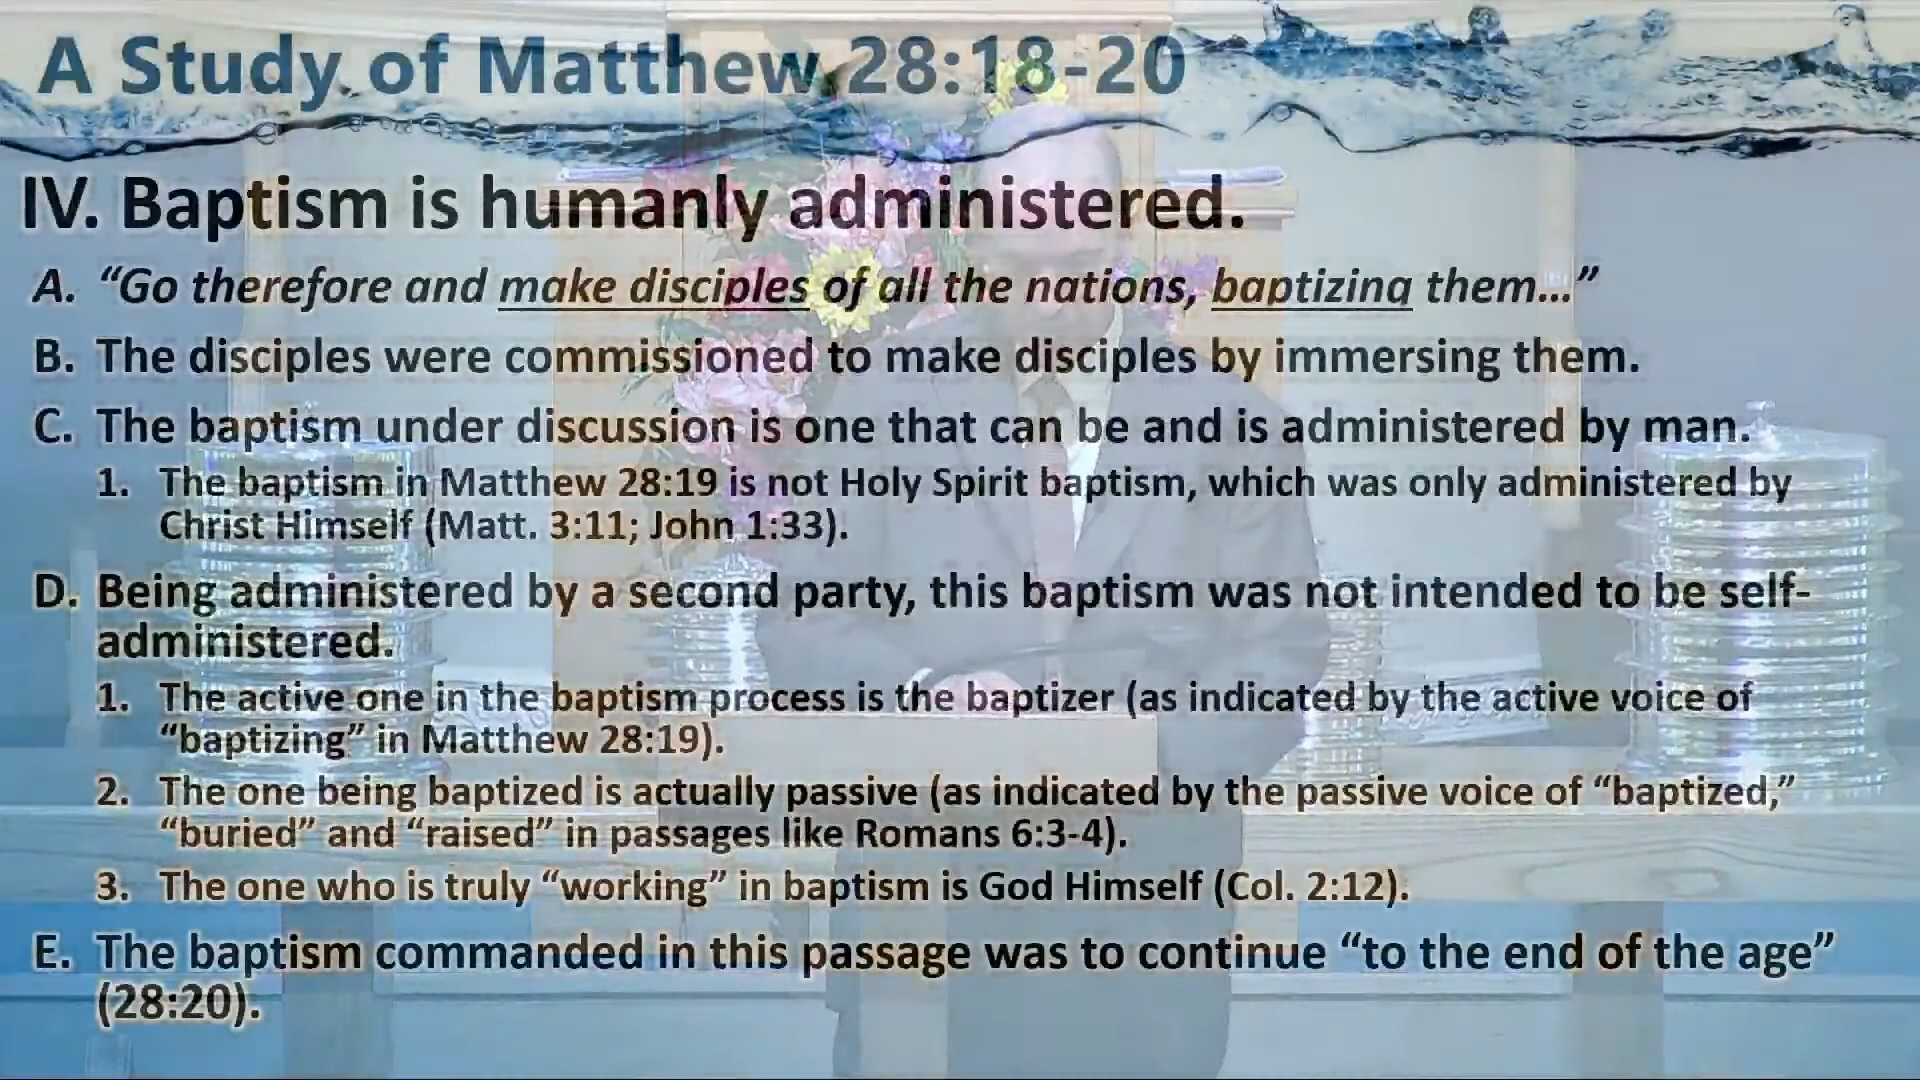 A Study of Matthew 28:18-20
IV. Baptism is humanly administered.
A. “Go therefore and make disciples of all the nations, baptizing them…”
B. The disciples were commissioned to make disciples by immersing them.
C. The baptism under discussion is one that can be and is administered by man.
1. The baptism in Matthew 28:19 is not Holy Spirit baptism, which was only administered by
Christ Himself (Matt. 3:11; John 1:33).
D. Being administered by a second party, this baptism was not intended to be self-
administered.
1. The active one in the baptism process is the baptizer (as indicated by the active voice of
“baptizing” in Matthew 28:19).
2. The one being baptized is actually passive (as indicated by the passive voice of “baptized,”
“buried” and “raised” in passages like Romans 6:3-4).
3. The one who is truly “working” in baptism is God Himself (Col. 2:12).
E. The baptism commanded in this passage was to continue “to the end of the age”
(28:20).